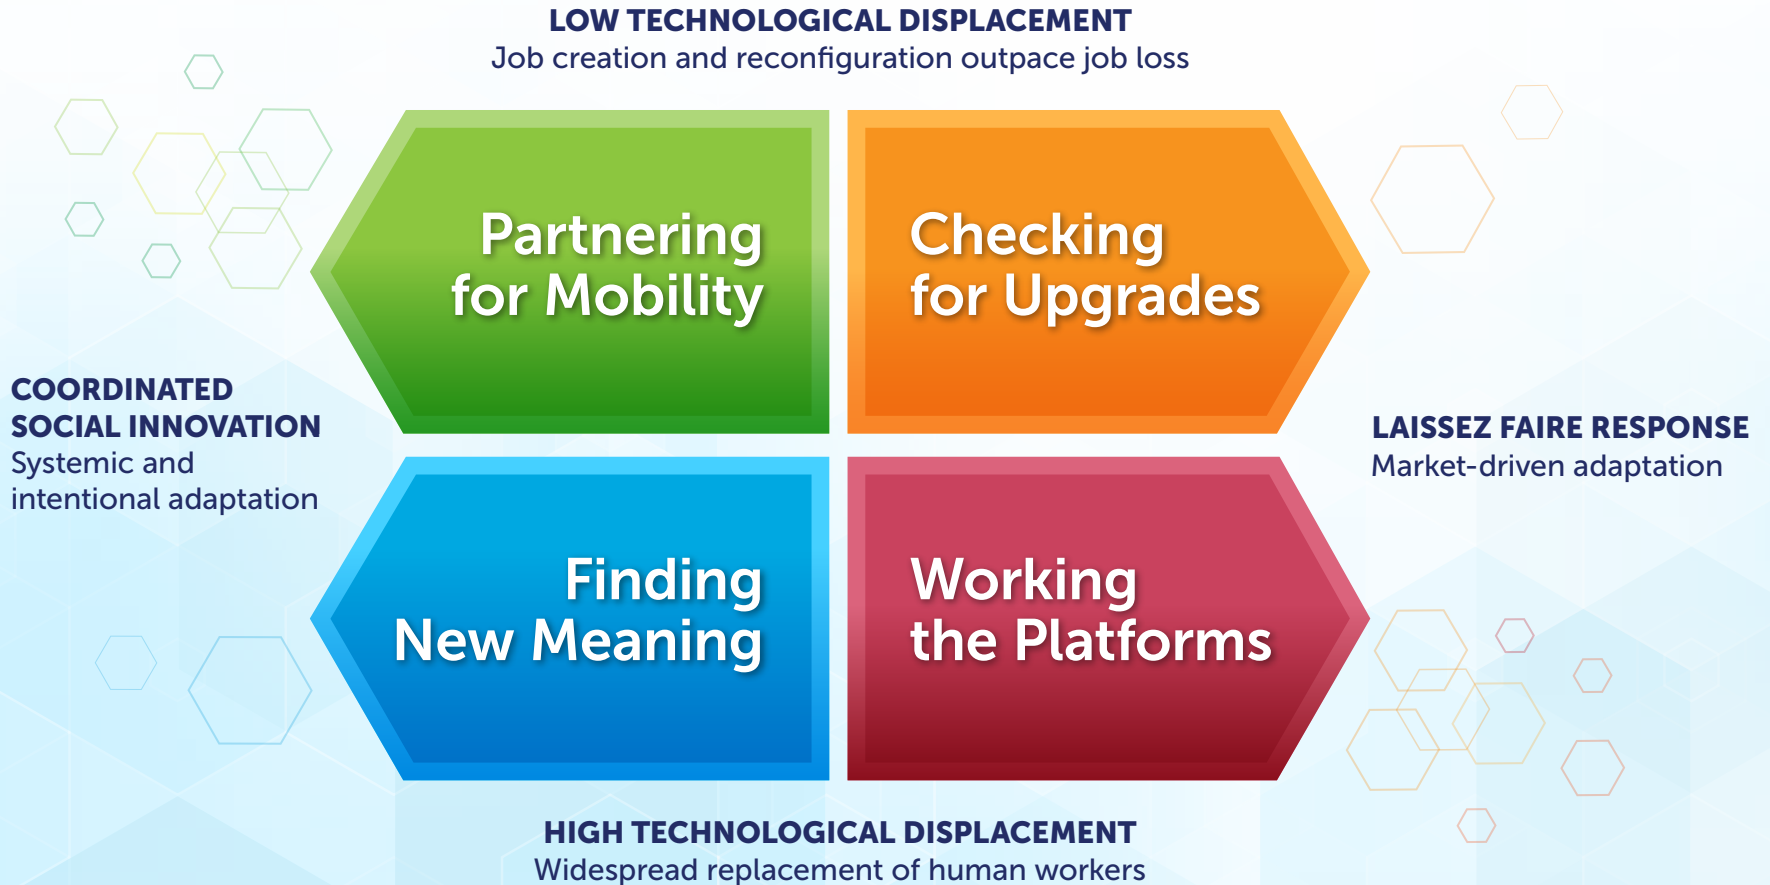 LOW TECHNOLOGICAL DISPLACEMENT
Job creation and reconfiguration outpace job loss
Partnering
for Mobility
Checking
for Upgrades
COORDINATED
SOCIAL INNOVATION
Systemic and
intentional adaptation
LAISSEZ FAIRE RESPONSE
Market-driven adaptation
Finding
New Meaning
Working
the Platforms
HIGH TECHNOLOGICAL DISPLACEMENT
Widespread replacement of human workers